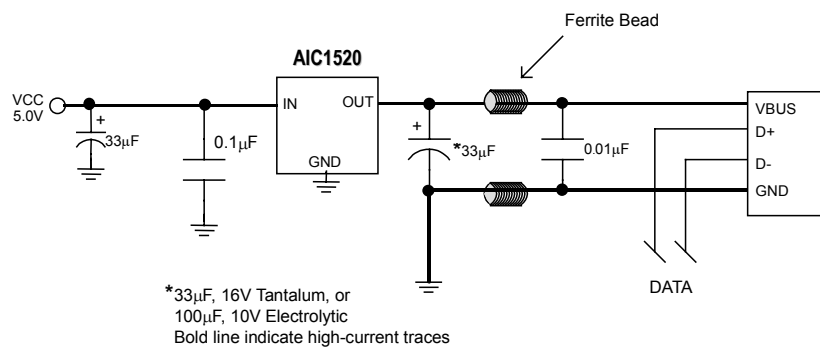 Ferrite Bead
AIC1520
VCC
5.0V
+
33µF
0.1µF
IN
OUT
GND
+
*33µF
0.01µF
VBUS
D+
D-
GND
DATA
*33µF, 16V Tantalum, or
100µF, 10V Electrolytic
Bold line indicate high-current traces